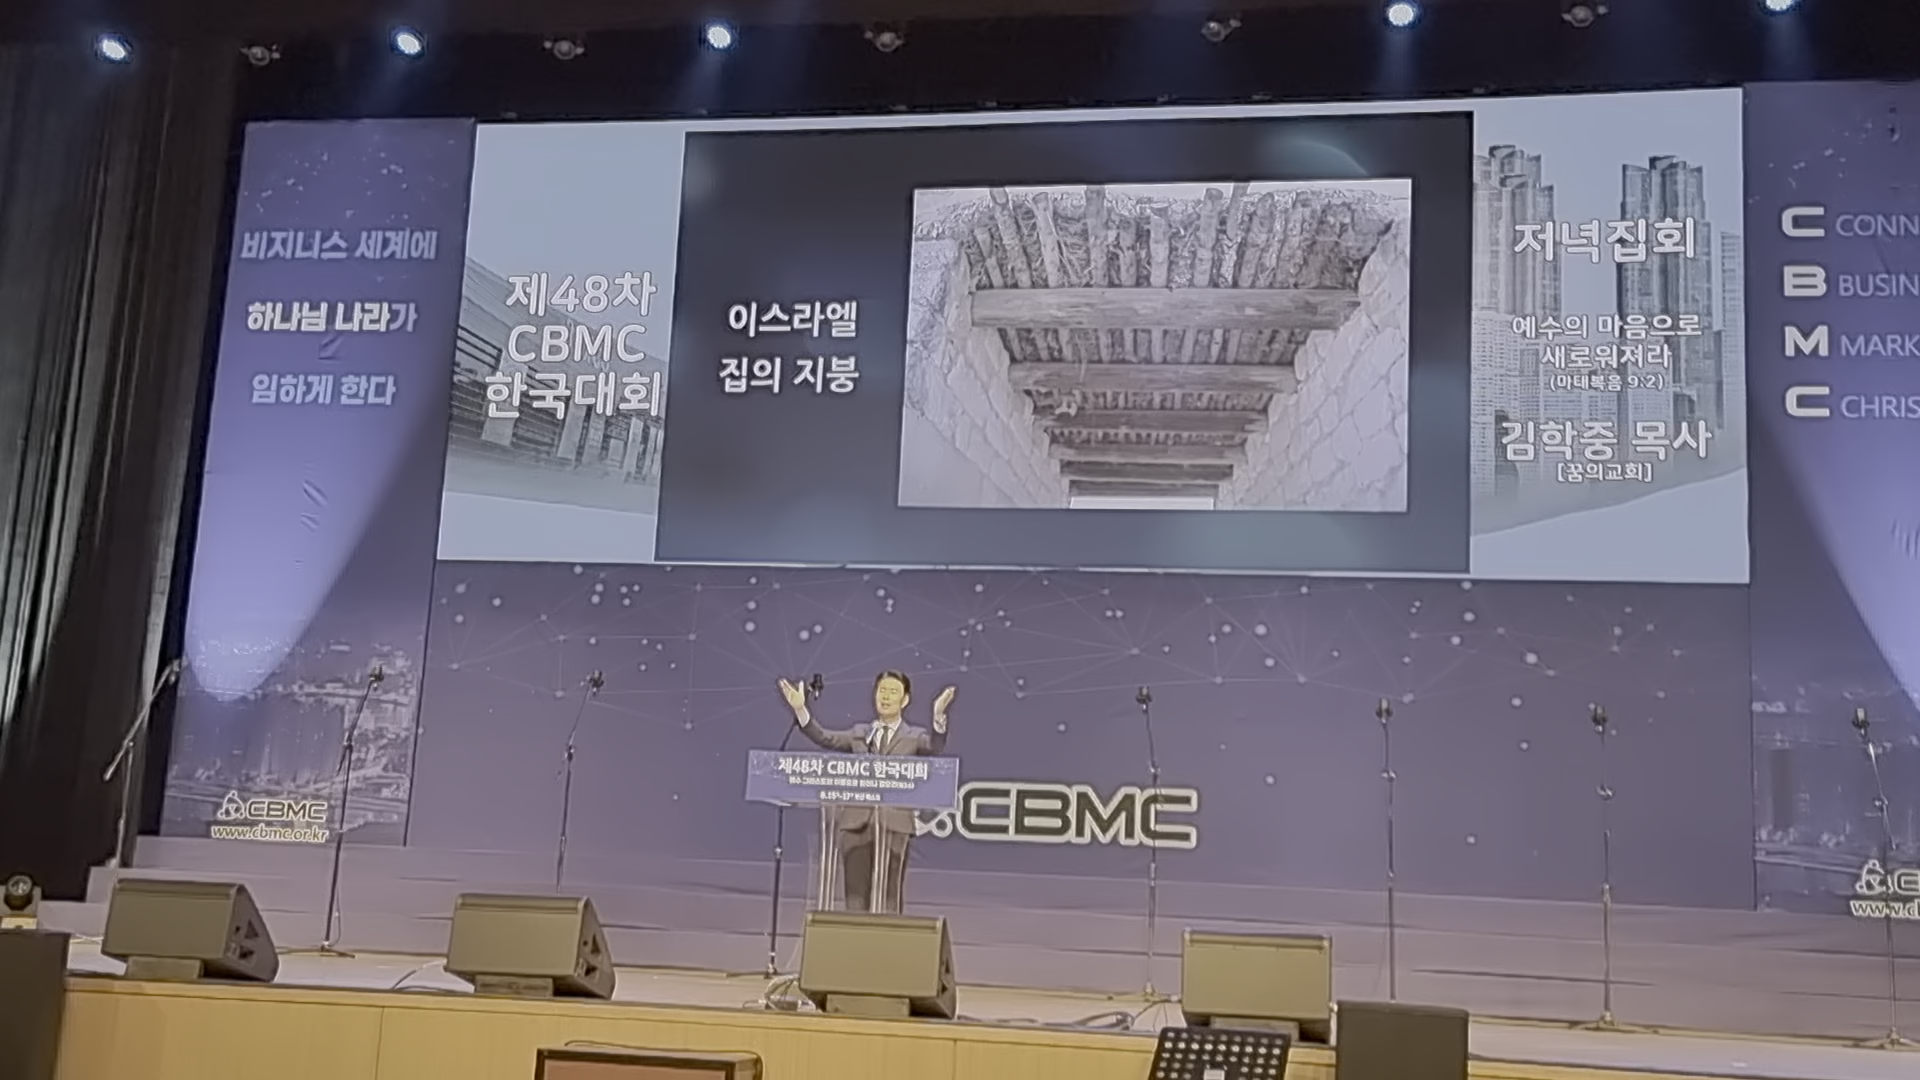 비지니스 세계에
하나님 나라가
임하게 한다
CBMC
www.cbmc.or.kr
제48차
CBMC
한국대회
이스라엘
집의 지붕
저녁집회
예수의 마음으로
새로워져라
(마태복음 9:2)
김학중 목사
[꿈의교회]
C CONN
B BUSIN
M MARK
C CHRIS
제48차 CBMC 한국대회
CBMC